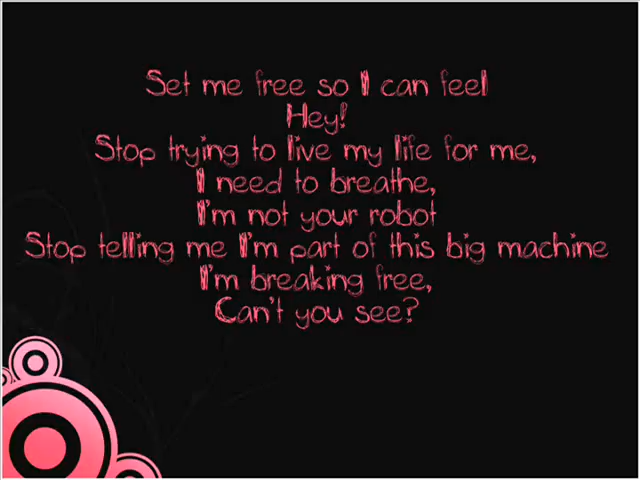 Set me free so I can feel
Hey!
Stop trying to live my life for me,
I need to breathe,
I'm not your robot
Stop telling me I'm part of this big machine
I'm breaking free,
Can't you see?